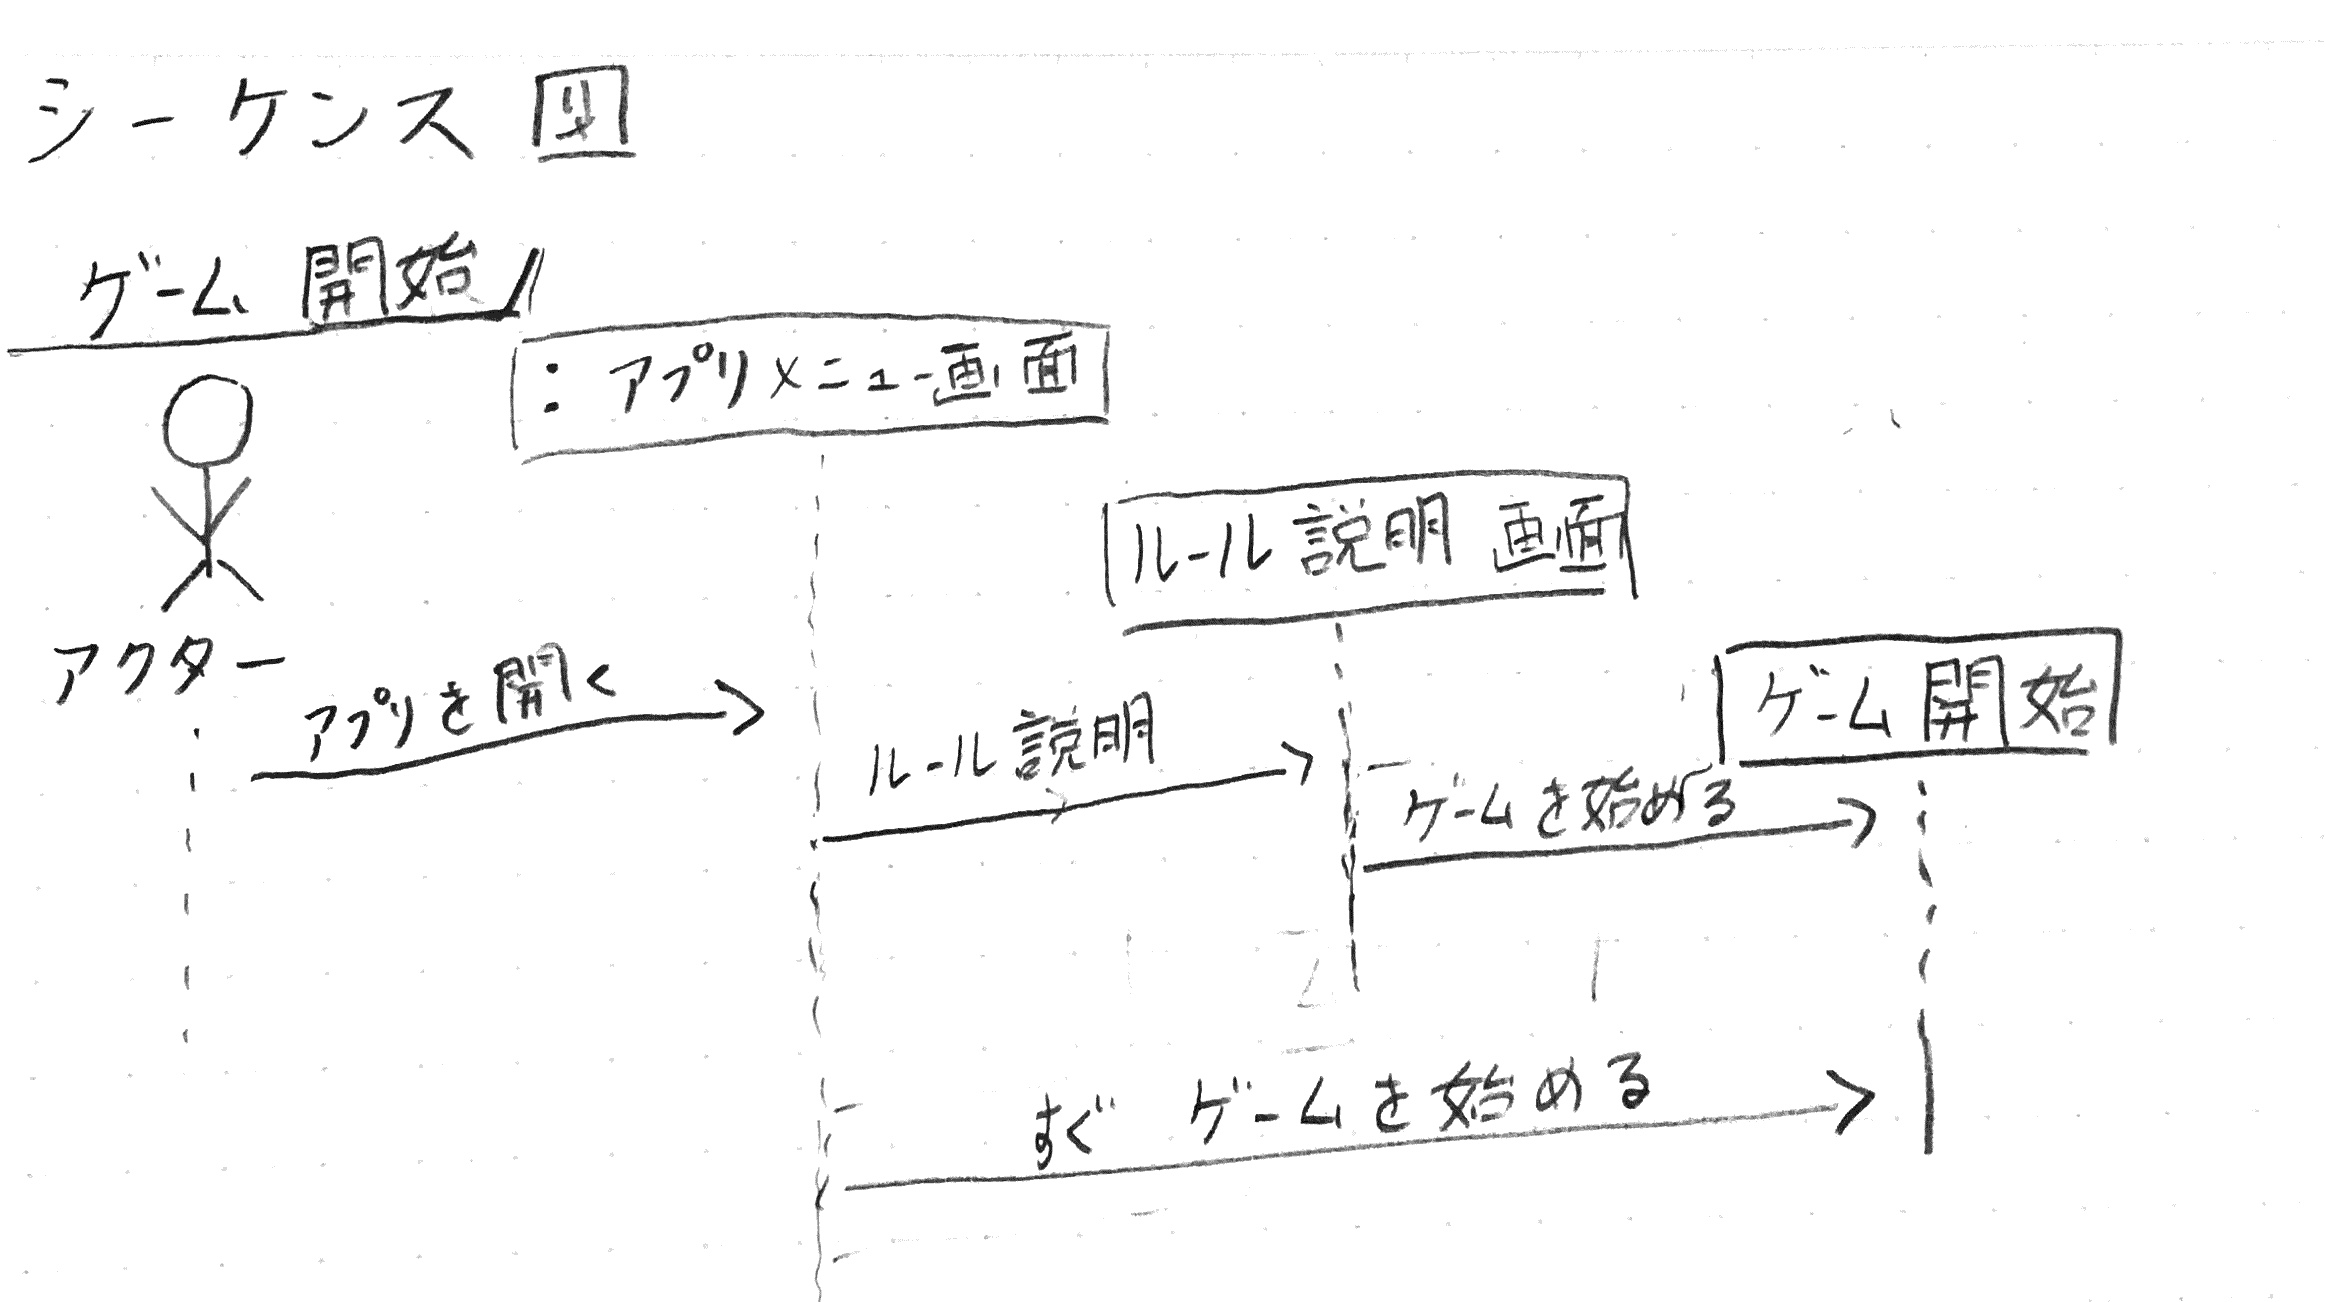 シーケンス図
ゲーム開始
:アプリメニュー画面
ルール説明画面
ゲーム開始
アクター
アプリを開く
ルール説明
ゲームを始める
すぐ ゲームを始める